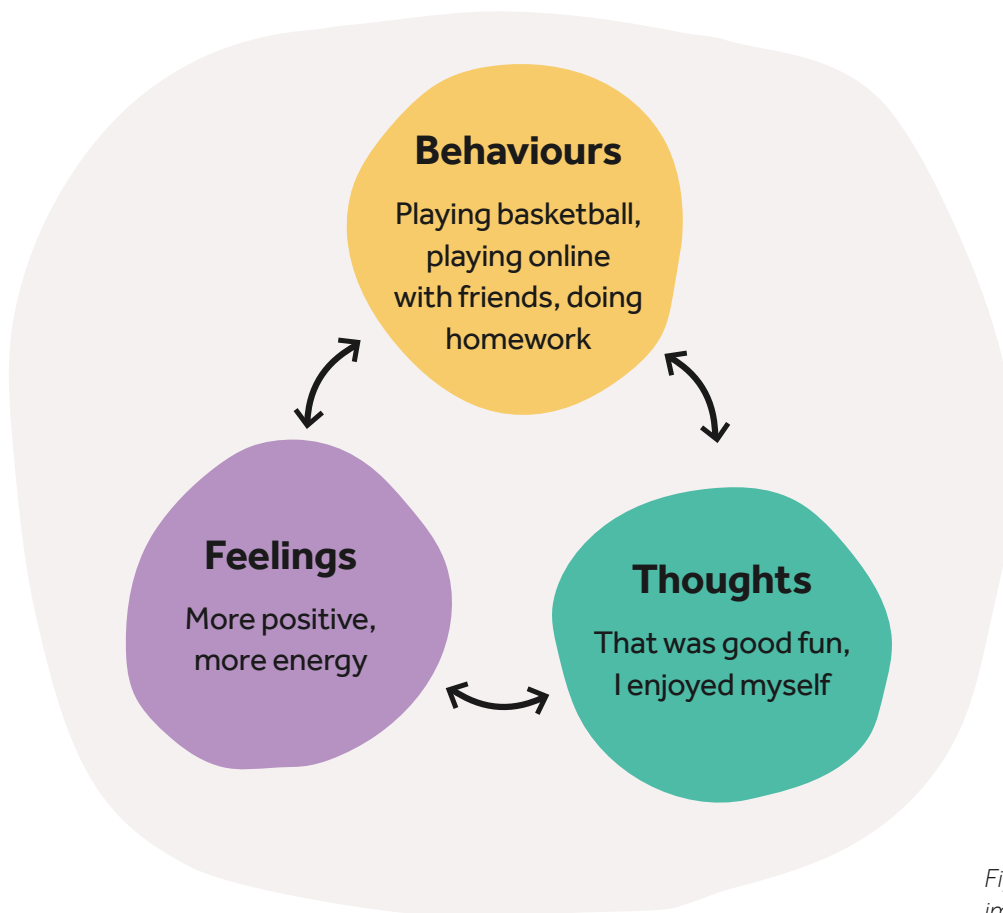 Behaviours
Playing basketball,
playing online
with friends, doing
homework
Feelings
More positive,
more energy
Thoughts
That was good fun,
I enjoyed myself